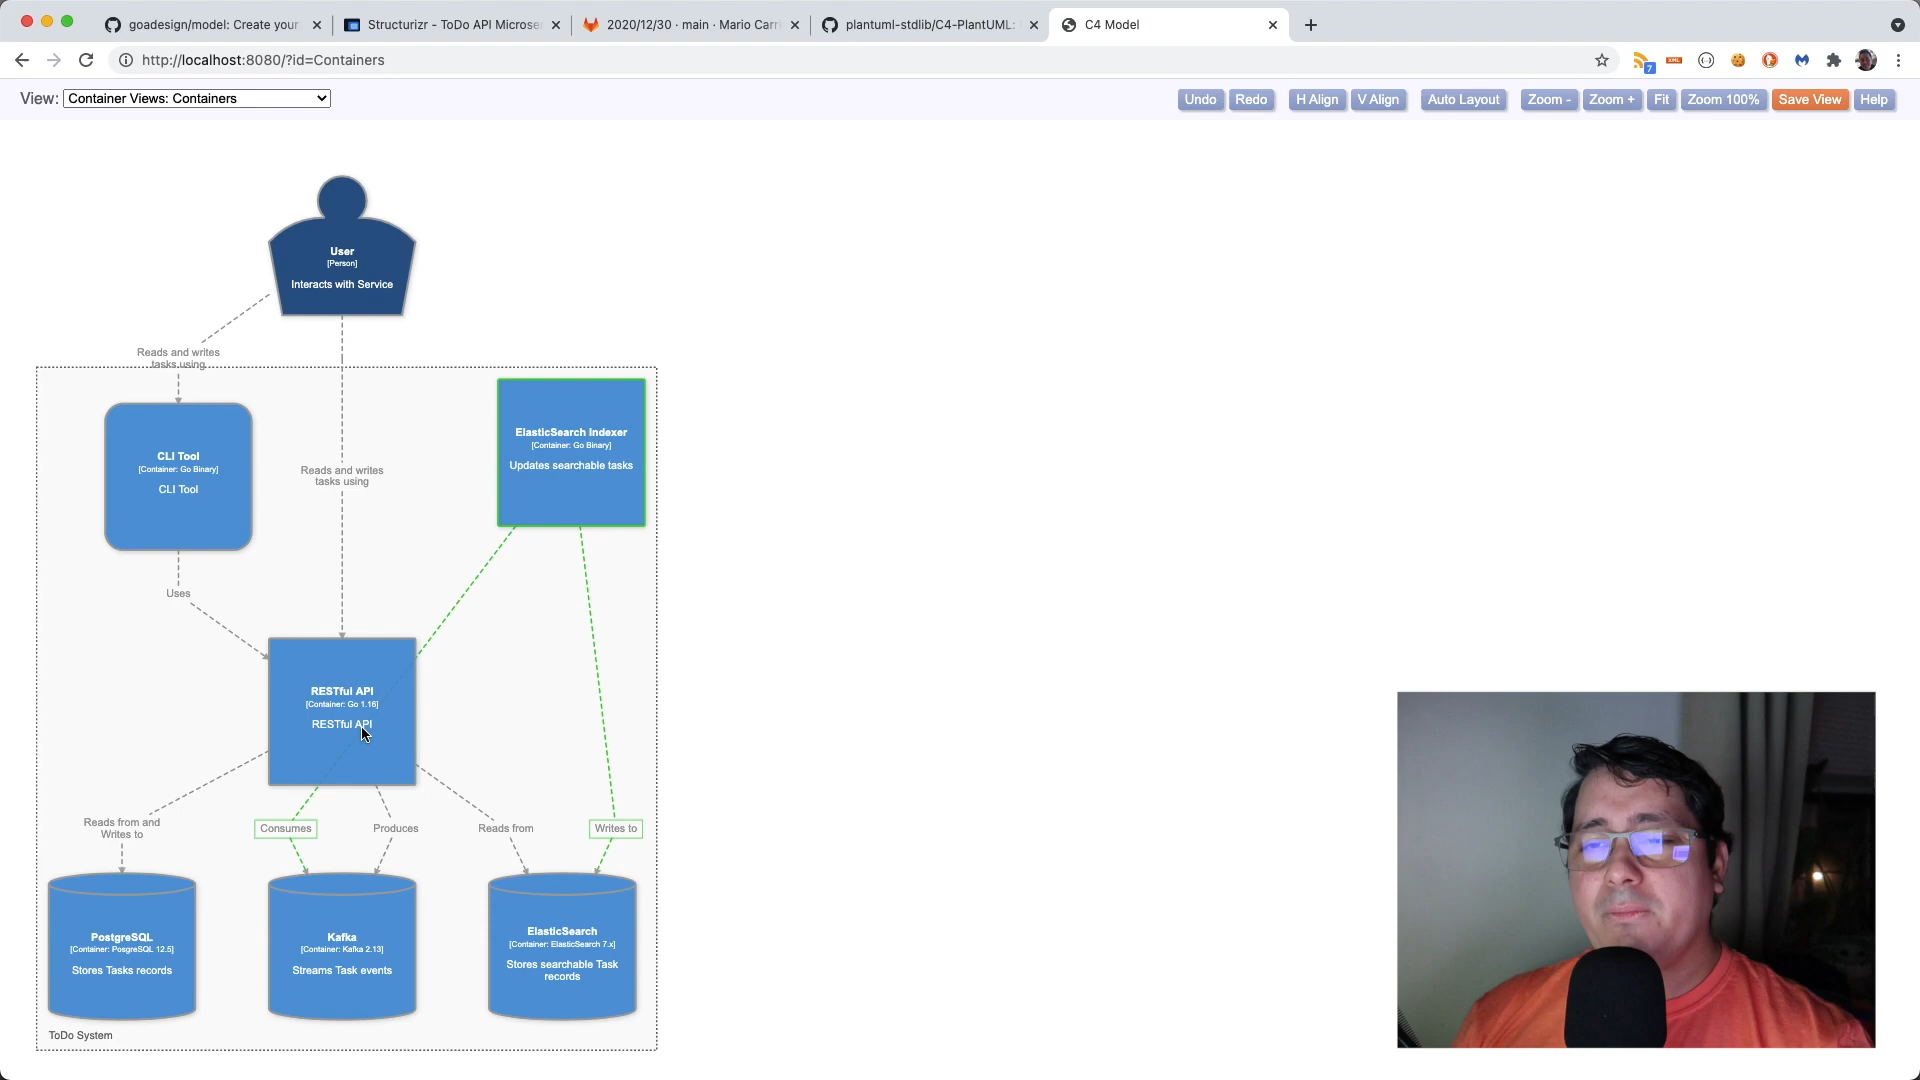 goadesign/model: Create your
Structurizr - ToDo API Microser
2020/12/30 · main · Mario Carri
plantuml-stdlib/C4-PlantUML:
C4 Model
http://localhost:8080/?id=Containers
7
XML
View: Container Views: Containers
Undo Redo H Align V Align Auto Layout Zoom - Zoom + Fit Zoom 100% Save View Help
User
[Person]
Interacts with Service
Reads and writes
tasks using
CLI Tool
[Container: Go Binary]
CLI Tool
Reads and writes
tasks using
ElasticSearch Indexer
[Container: Go Binary]
Updates searchable tasks
Uses
RESTful API
[Container: Go 1.16]
RESTful API
Reads from and
Writes to
Consumes
Produces
Reads from
Writes to
PostgreSQL
[Container: PosgreSQL 12.5]
Stores Tasks records
Kafka
[Container: Kafka 2.13]
Streams Task events
ElasticSearch
[Container: ElasticSearch 7.x]
Stores searchable Task
records
ToDo System